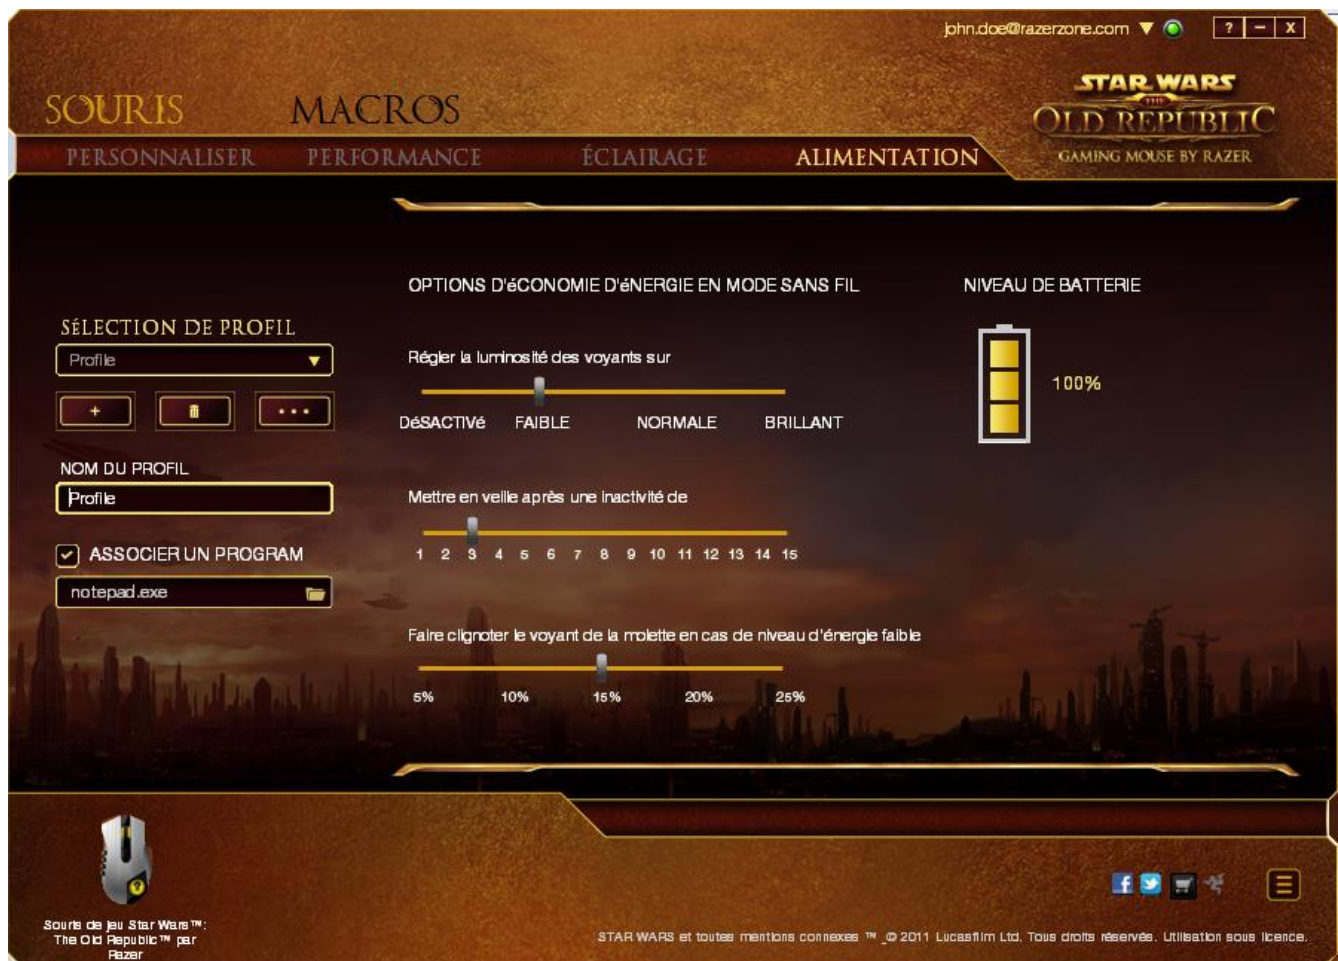 john.doe@razerzone.com
? – X
SOURIS MACROS
STAR WARS
THE
OLD REPUBLIC
GAMING MOUSE BY RAZER
PERSONNALISER PERFORMANCE ÉCLAIRAGE ALIMENTATION
SÉLECTION DE PROFIL
Profile
+ ...
NOM DU PROFIL
Profile
ASSOCIER UN PROGRAM
notepad.exe
OPTIONS D'éCONOMIE D'éNERGIE EN MODE SANS FIL
Régler la luminosité des voyants sur
DéSACTIVé FAIBLE NORMALE BRILLANT
Mettre en veille après une inactivité de
1 2 3 4 5 6 7 8 9 10 11 12 13 14 15
Faire clignoter le voyant de la molette en cas de niveau d'énergie faible
5% 10% 15% 20% 25%
NIVEAU DE BATTERIE
100%
Souris de jeu Star Wars™:
The Old Republic™ par
Razer
STAR WARS et toutes mentions connexes ™ _© 2011 Lucasfilm Ltd. Tous droits réservés. Utilisation sous licence.